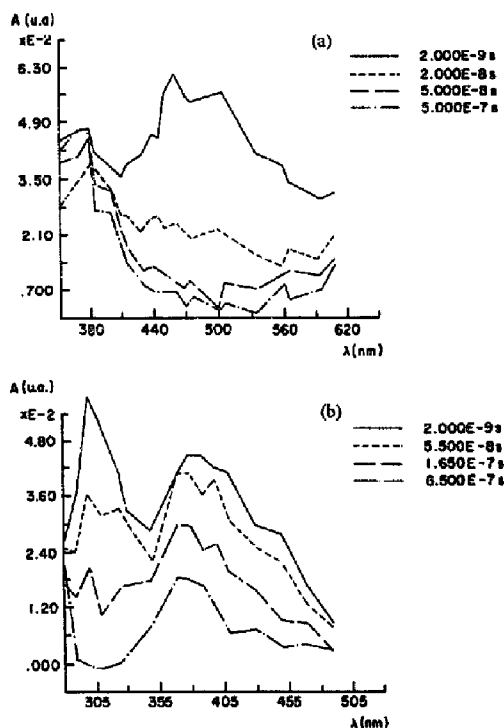 A (u.a)
xE-2
(a)
2.000E-9s
2.000E-8s
5.000E-8s
5.000E-7s
6.30
4.90
3.50
2.10
.700
380 440 500 560 620
λ(nm)
A (u.a.)
xE-2
(b)
2.000E-9s
5.500E-8s
1.650E-7s
6.500E-7s
4.80
3.60
2.40
1.20
.000
305 355 405 455 505
λ(nm)